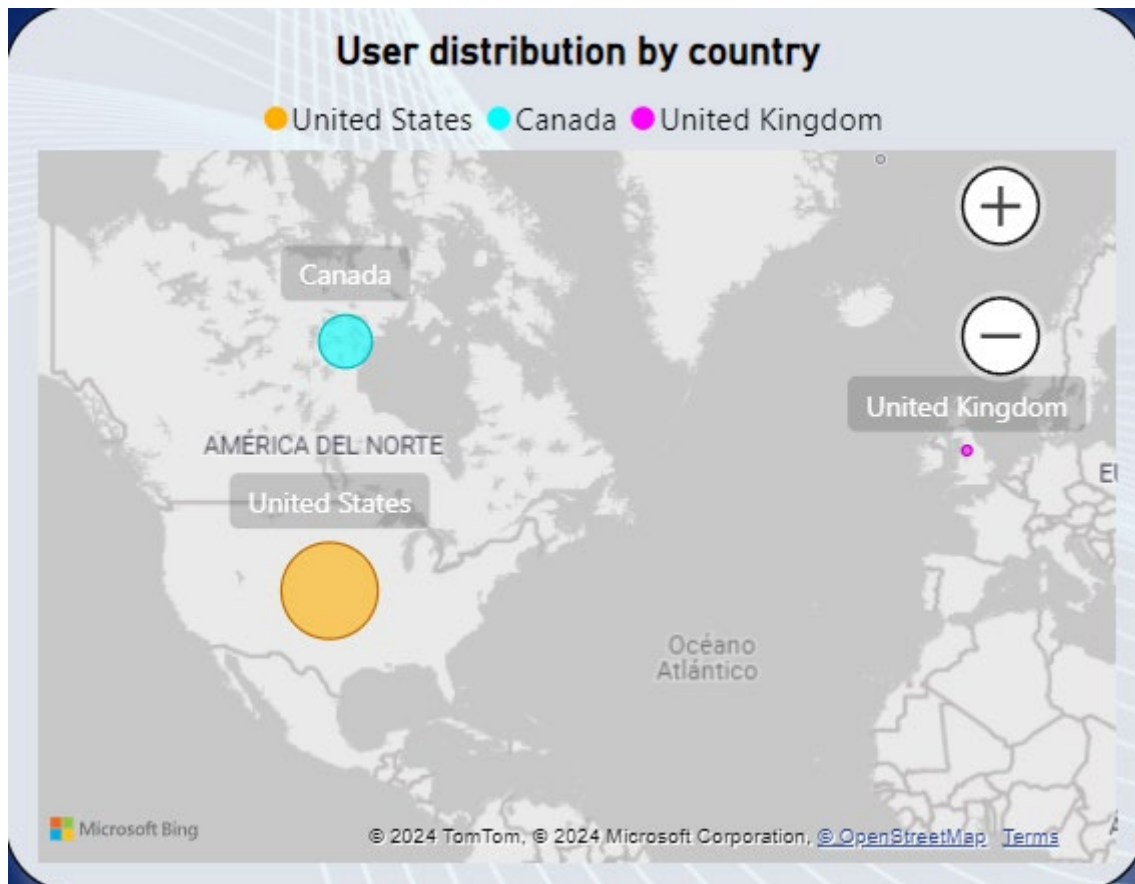 User distribution by country
United States Canada United Kingdom
Canada
United Kingdom
AMÉRICA DEL NORTE
United States
Océano
Atlántico
Microsoft Bing
© 2024 TomTom, © 2024 Microsoft Corporation, © OpenStreetMap Terms